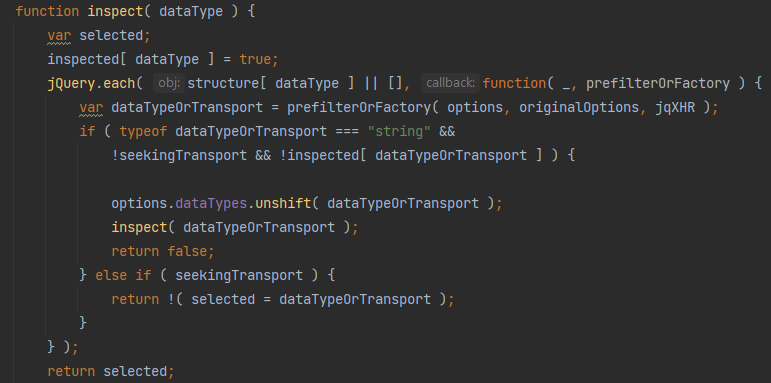 function inspect( dataType ) {
var selected;
inspected[ dataType ] = true;
jQuery.each( obj: structure[ dataType ] || [], callback: function( _, prefilterOrFactory ) {
var dataTypeOrTransport = prefilterOrFactory( options, originalOptions, jqXHR );
if ( typeof dataTypeOrTransport === "string" &&
!seekingTransport && !inspected[ dataTypeOrTransport ] ) {
options.dataTypes.unshift( dataTypeOrTransport );
inspect( dataTypeOrTransport );
return false;
} else if ( seekingTransport ) {
return !( selected = dataTypeOrTransport );
}
} );
return selected;